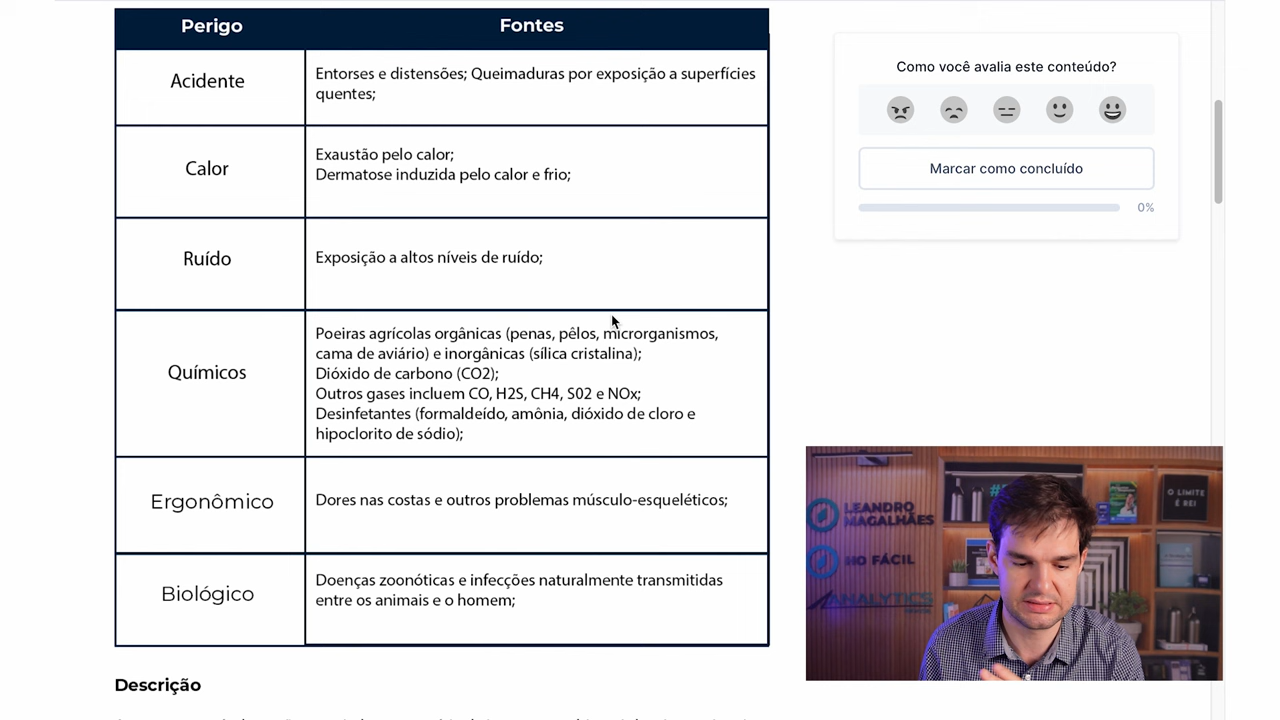 Perigo
Fontes
Acidente
Entorses e distensões; Queimaduras por exposição a superfícies
quentes;
Calor
Exaustão pelo calor;
Dermatose induzida pelo calor e frio;
Ruído
Exposição a altos níveis de ruído;
Químicos
Poeiras agrícolas orgânicas (penas, pêlos, microrganismos,
cama de aviário) e inorgânicas (sílica cristalina);
Dióxido de carbono (CO2);
Outros gases incluem CO, H2S, CH4, S02 e NOx;
Desinfetantes (formaldeído, amônia, dióxido de cloro e
hipoclorito de sódio);
Ergonômico
Dores nas costas e outros problemas músculo-esqueléticos;
Biológico
Doenças zoonóticas e infecções naturalmente transmitidas
entre os animais e o homem;
Descrição
Como você avalia este conteúdo?
Marcar como concluído
0%
LEANDRO
MAGALHÃES
HO FÁCIL
ANALYTICS
O LIMITE
É REI